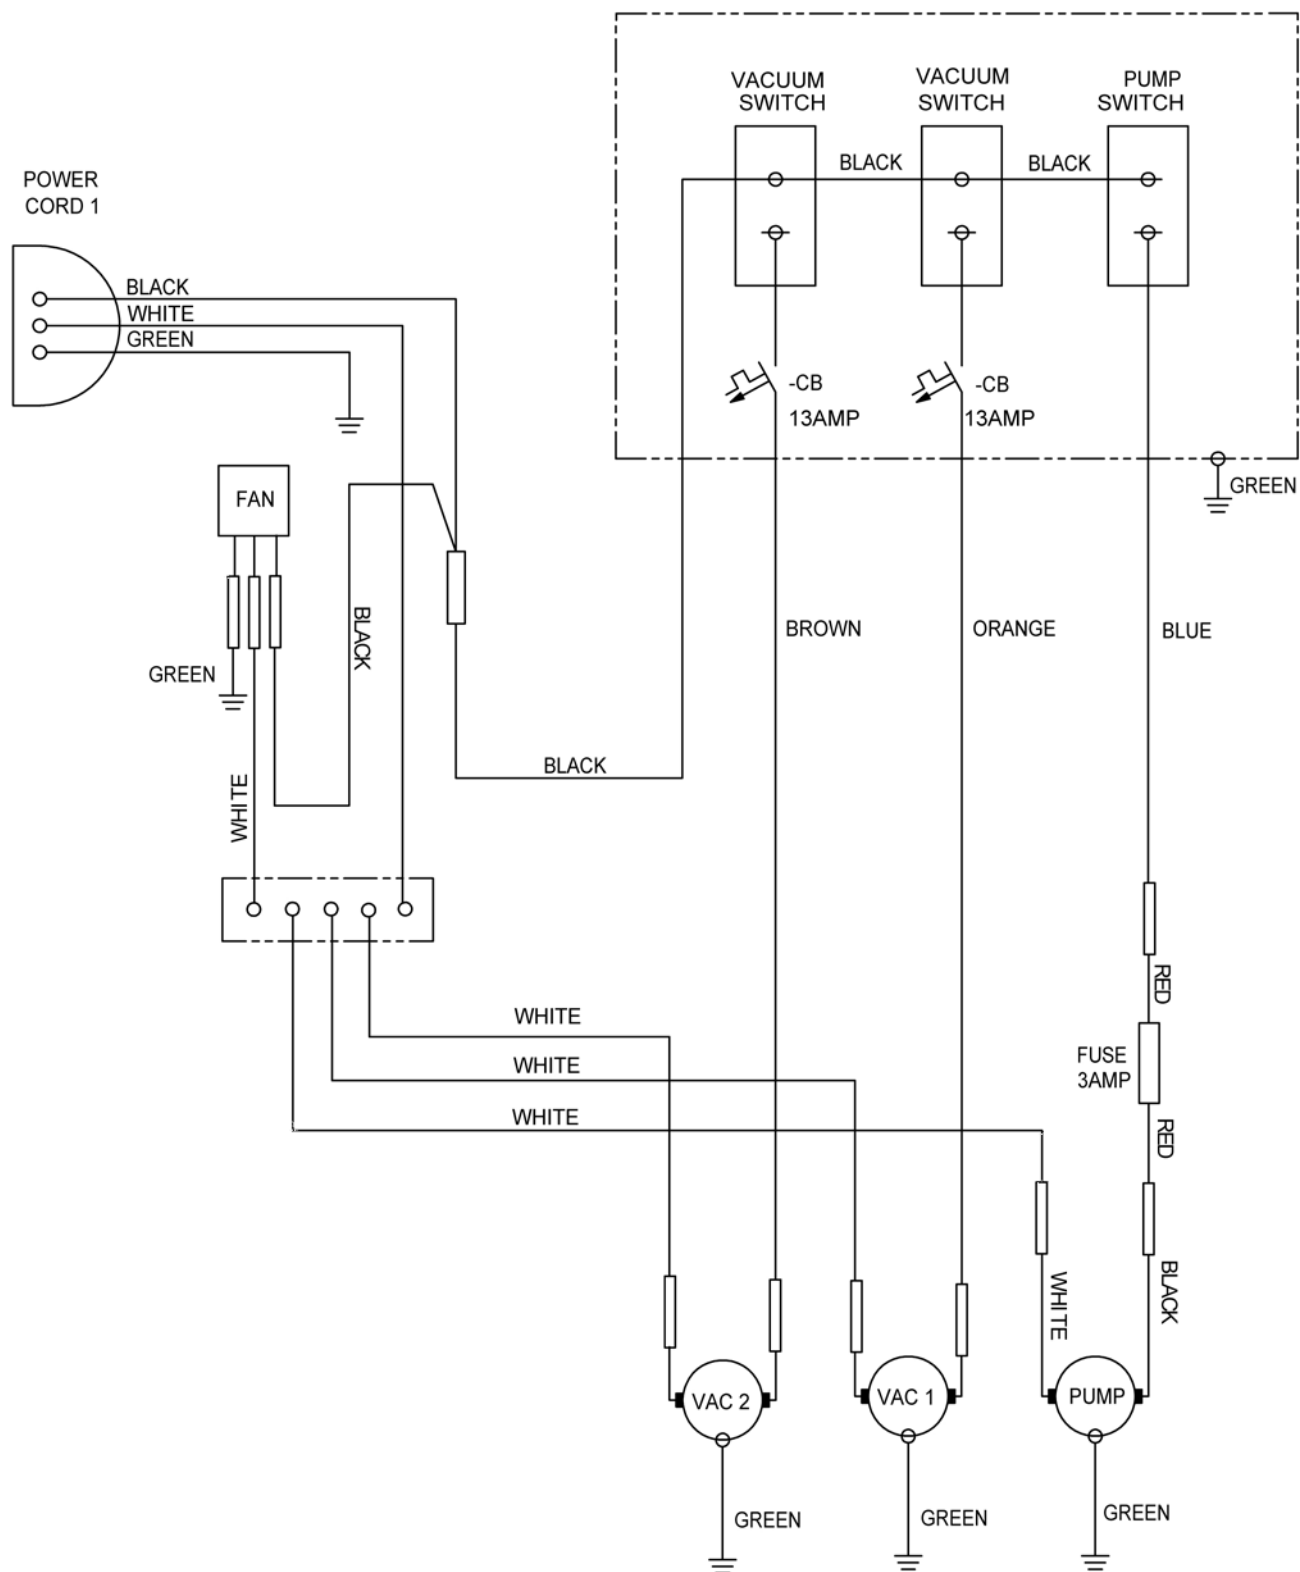 VACUUM
SWITCH
VACUUM
SWITCH
PUMP
SWITCH
BLACK
BLACK
POWER
CORD 1
BLACK
WHITE
GREEN
-CB
13AMP
-CB
13AMP
GREEN
FAN
BLACK
GREEN
BROWN
ORANGE
BLUE
BLACK
WHITE
RED
WHITE
FUSE
3AMP
WHITE
WHITE
RED
WHITE
BLACK
VAC 2
VAC 1
PUMP
GREEN
GREEN
GREEN